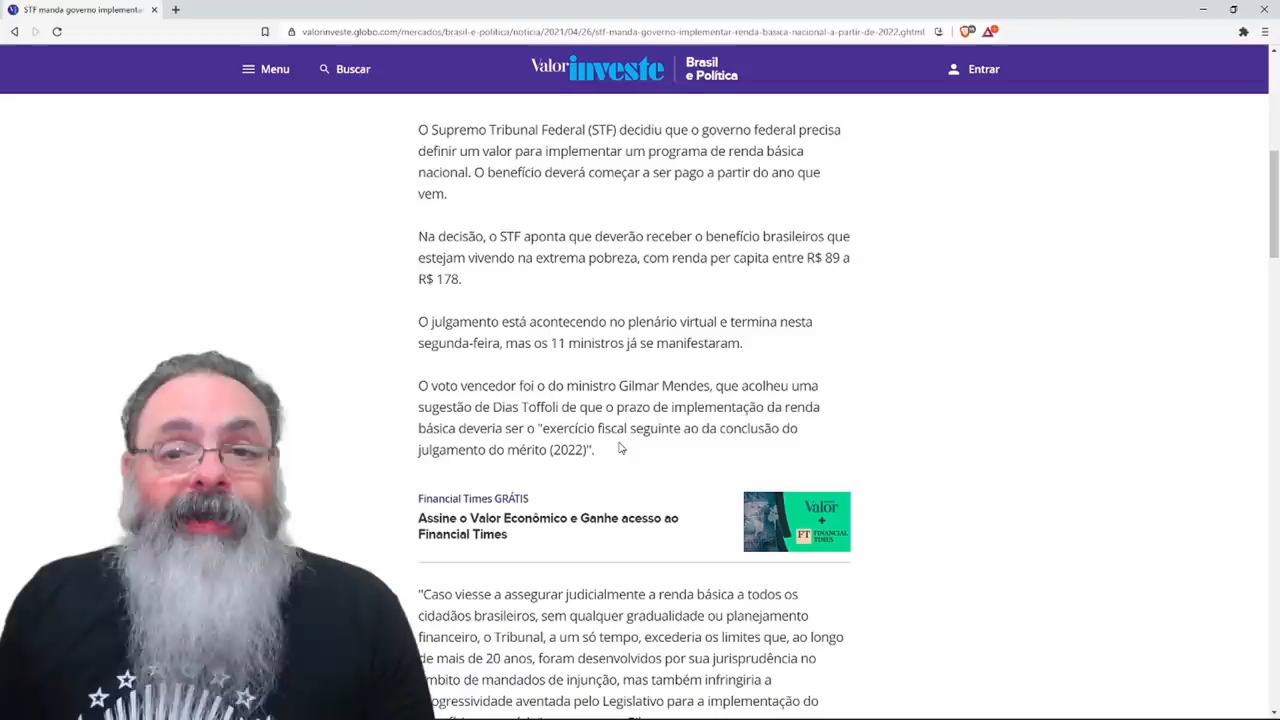 STF manda governo implementa
valorinveste.globo.com/mercados/brasil-e-politica/noticia/2021/04/26/stf-manda-governo-implementar-renda-basica-nacional-a-partir-de-2022.ghtml
Menu
Buscar
Valor investe
Brasil
e Política
Entrar
O Supremo Tribunal Federal (STF) decidiu que o governo federal precisa
definir um valor para implementar um programa de renda básica
nacional. O benefício deverá começar a ser pago a partir do ano que
vem.
Na decisão, o STF aponta que deverão receber o benefício brasileiros que
estejam vivendo na extrema pobreza, com renda per capita entre R$ 89 a
R$ 178.
O julgamento está acontecendo no plenário virtual e termina nesta
segunda-feira, mas os 11 ministros já se manifestaram.
O voto vencedor foi o do ministro Gilmar Mendes, que acolheu uma
sugestão de Dias Toffoli de que o prazo de implementação da renda
básica deveria ser o "exercício fiscal seguinte ao da conclusão do
julgamento do mérito (2022)".
Financial Times GRÁTIS
Assine o Valor Econômico e Ganhe acesso ao
Financial Times
Valor
+
FT FINANCIAL
TIMES
"Caso viesse a assegurar judicialmente a renda básica a todos os
cidadãos brasileiros, sem qualquer gradualidade ou planejamento
financeiro, o Tribunal, a um só tempo, excederia os limites que, ao longo
de mais de 20 anos, foram desenvolvidos por sua jurisprudência no
mbito de mandados de injunção, mas também infringiria a
ogressividade aventada pelo Legislativo para a implementação do